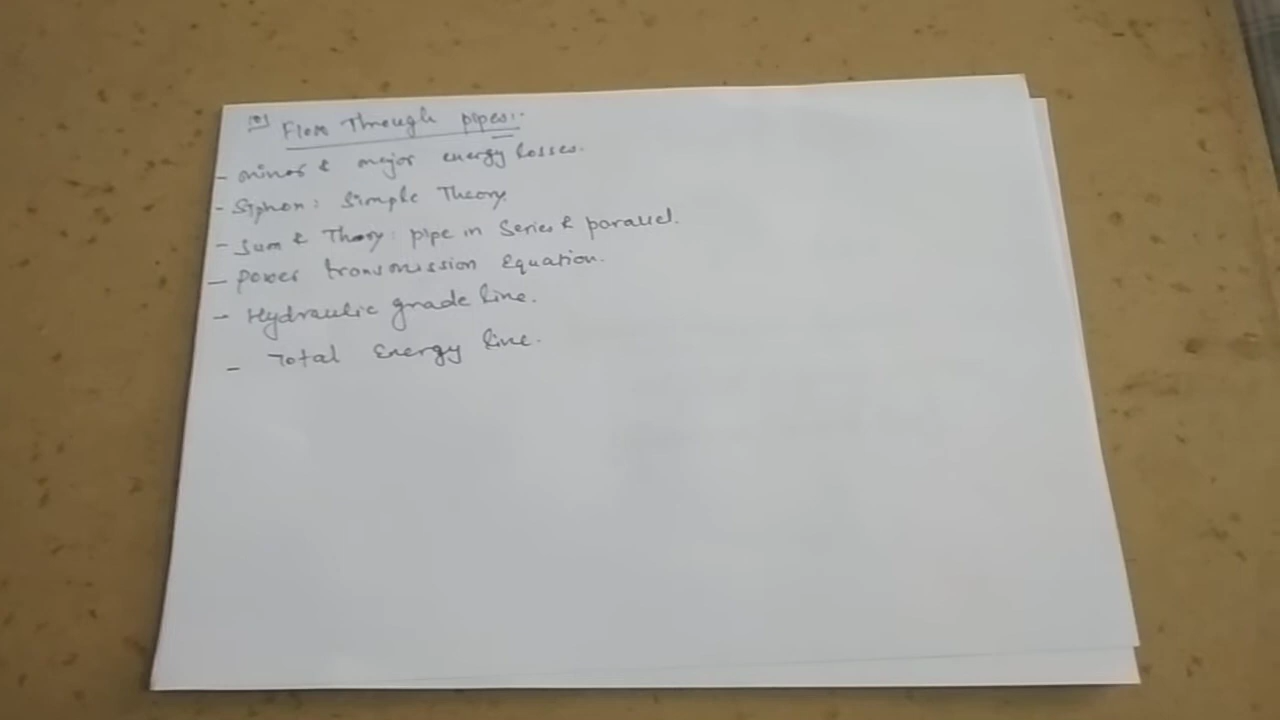 Flow Through pipes:-
- minor & major energy losses.
- Siphon: Simple Theory.
- Sum & Theory: pipe in Series & parallel.
- Power transmission Equation.
- Hydraulic grade line.
- Total Energy line.